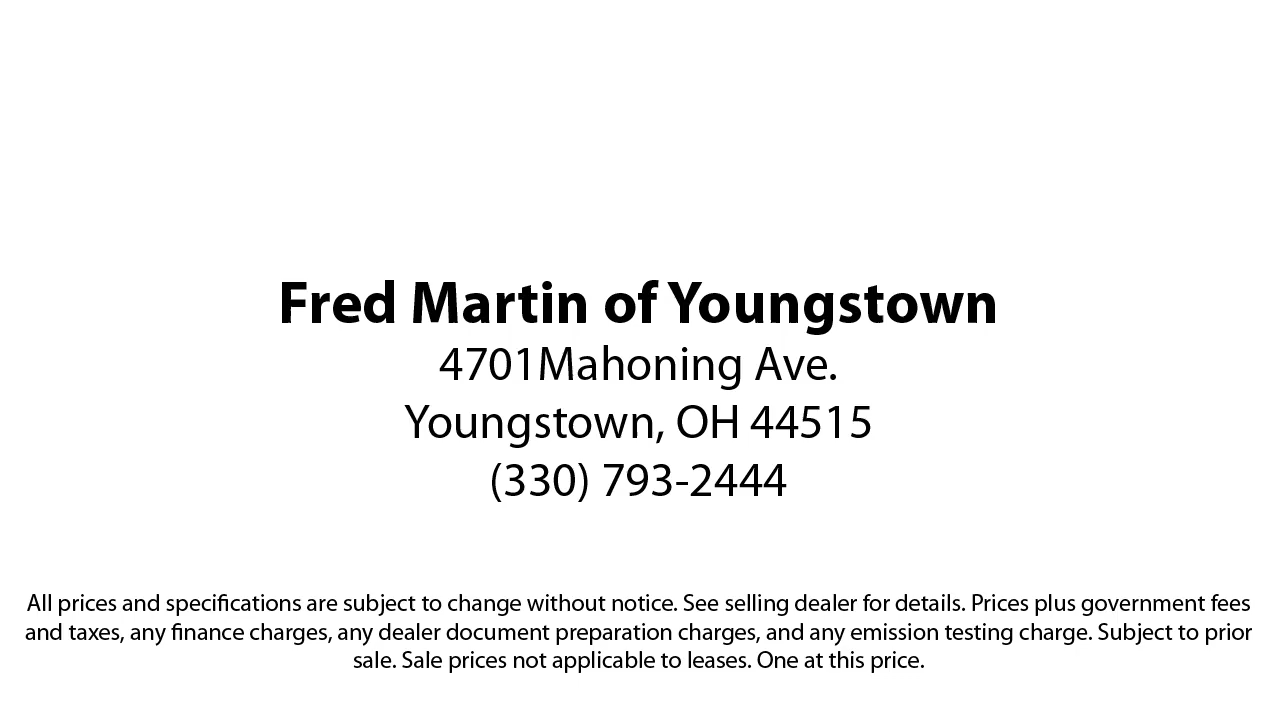 Fred Martin of Youngstown
4701Mahoning Ave.
Youngstown, OH 44515
(330) 793-2444
All prices and specifications are subject to change without notice. See selling dealer for details. Prices plus government fees
and taxes, any finance charges, any dealer document preparation charges, and any emission testing charge. Subject to prior
sale. Sale prices not applicable to leases. One at this price.